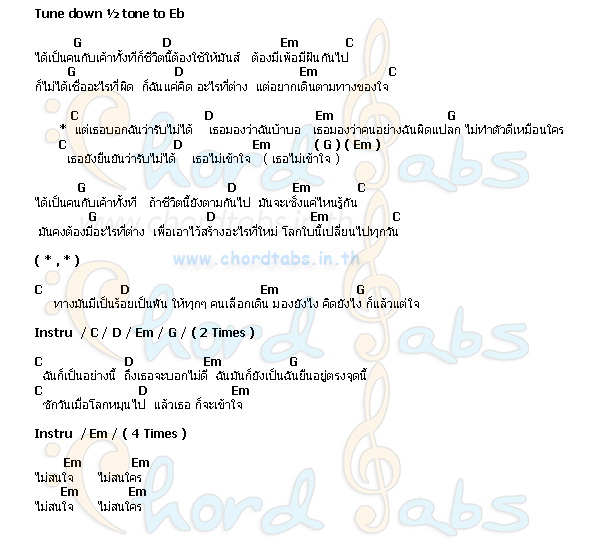 Tune down ½ tone to Eb
G D Em C
ได้เป็นคนกับเค้าทั้งทีก็ชีวิตนี้ต้องใช้ให้มันส์ ต้องมีเพ้อมีฝันกันไป
G D Em C
ก็ไม่ได้เชื่ออะไรที่ผิด ก็ฉันแค่คิด อะไรที่ต่าง แต่อยากเดินตามทางของใจ
C D Em G
* แต่เธอบอกฉันว่ารับไม่ได้ เธอมองว่าฉันบ้าบอ เธอมองว่าคนอย่างฉันผิดแปลก ไม่ทำตัวดีเหมือนใคร
C D Em ( G ) ( Em )
เธอยังยืนยันว่ารับไม่ได้ เธอไม่เข้าใจ ( เธอไม่เข้าใจ )
G D Em C
ได้เป็นคนกับเค้าทั้งที ถ้าชีวิตนี้ยังตามกันไป มันจะเซ็งแค่ไหนรู้กัน
G D Em C
มันคงต้องมีอะไรที่ต่าง เพื่อเอาไว้สร้างอะไรที่ใหม่ โลกใบนี้เปลี่ยนไปทุกวัน
www.chordtabs.in.th
( * , * )
www.chordtabs.in.th
C D Em G
ทางมันมีเป็นร้อยเป็นพัน ให้ทุกๆ คนเลือกเดิน มองยังไง คิดยังไง ก็แล้วแต่ใจ
Instru / C / D / Em / G / ( 2 Times )
C D Em G
ฉันก็เป็นอย่างนี้ ถึงเธอจะบอกไม่ดี ฉันมันก็ยังเป็นฉันยืนอยู่ตรงจุดนี้
C D Em
ซักวันเมื่อโลกหมุนไป แล้วเธอ ก็จะเข้าใจ
Instru / Em / ( 4 Times )
Em Em
ไม่สนใจ ไม่สนใคร
Em Em
ไม่สนใจ ไม่สนใคร